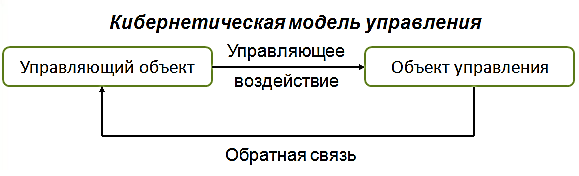 Кибернетическая модель управления
Управляющий объект
Управляющее
воздействие
Объект управления
Обратная связь